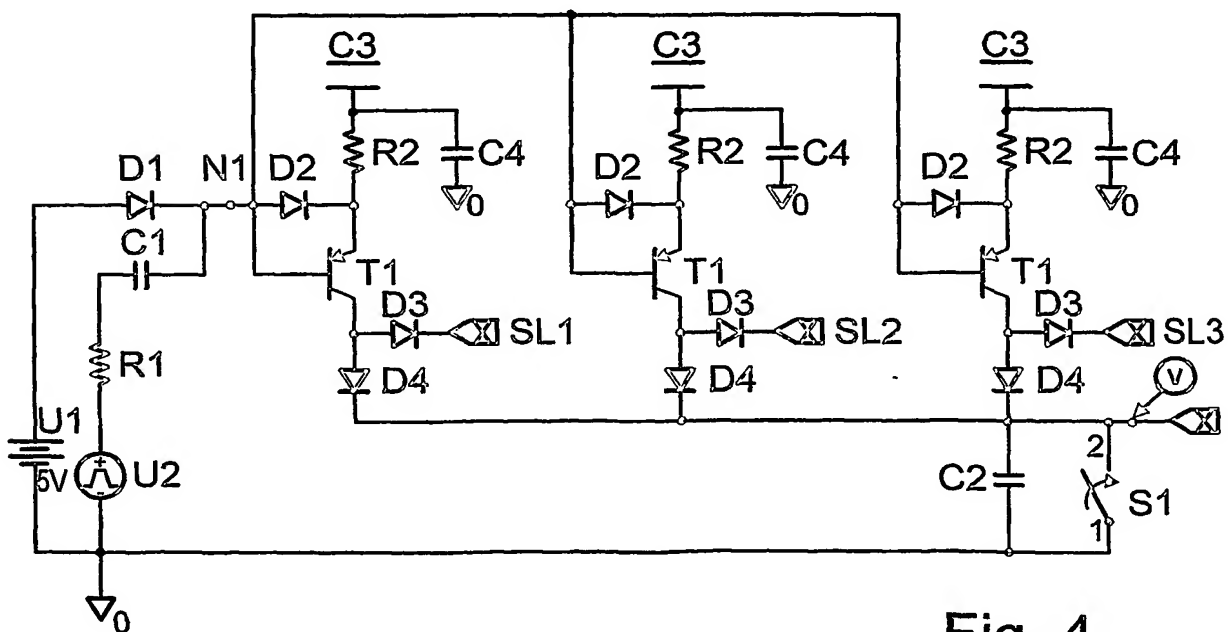 C3 C3 C3
R2 C4 R2 C4 R2 C4
D1 N1 D2 D2 D2
0 0 0
C1
T1 T1 T1
D3 SL1 D3 SL2 D3 SL3
R1
D4 D4 D4
V
U1
5V
U2
C2
2
S1
1
0
Fig. 4